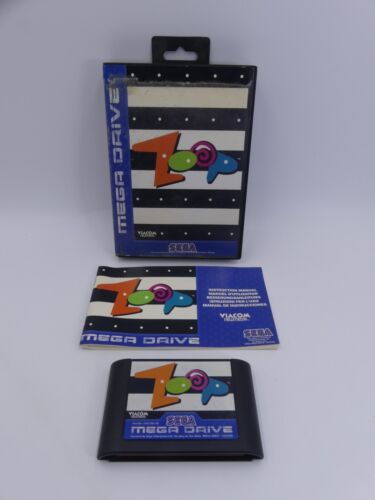 MEGA DRIVE
ZOOP
VIACOM
SEGA
ZOOP
INSTRUCTION MANUAL
MANUEL D'UTILISATION
BEDIENUNGSANLEITUNG
ISTRUZIONI PER L'USO
MANUAL DE INSTRUCCIONES
VIACOM
SEGA
MEGA DRIVE
ZOOP
VIACOM
SEGA
MEGA DRIVE